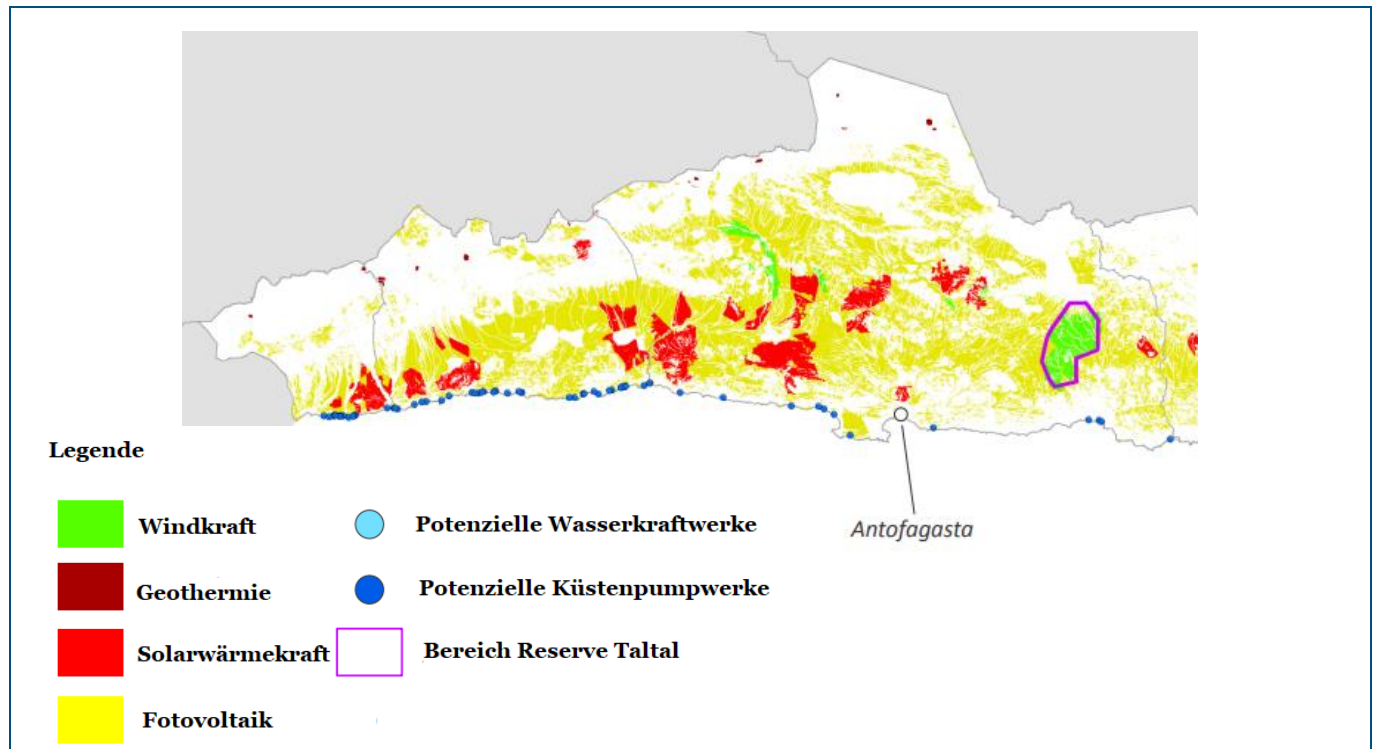 Antofagasta
Legende
Windkraft
Geothermie
Solarwärmekraft
Fotovoltaik
Potenzielle Wasserkraftwerke
Potenzielle Küstenpumpwerke
Bereich Reserve Taltal